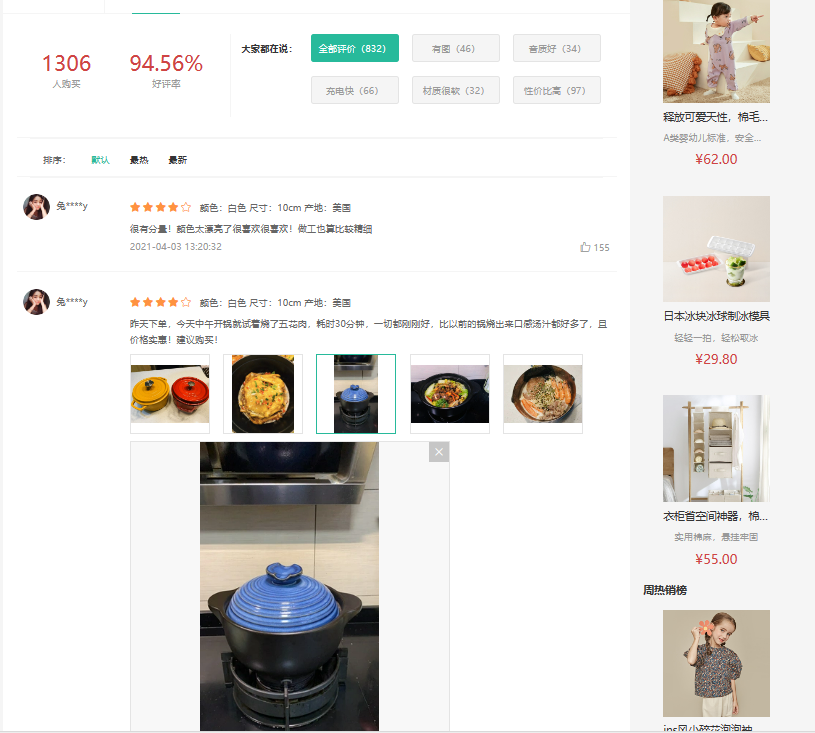 1306
人购买
94.56%
好评率
大家都在说：
全部评价（832）
有图（46）
音质好（34）
充电快（66）
材质很软（32）
性价比高（97）
排序：
默认
最热
最新
兔****y
颜色：白色 尺寸：10cm 产地：美国
很有分量！颜色太漂亮了很喜欢很喜欢！做工也算比较精细
2021-04-03 13:20:32
155
兔****y
颜色：白色 尺寸：10cm 产地：美国
昨天下单，今天中午开锅就试着烧了五花肉，耗时30分钟，一切都刚刚好，比以前的锅烧出来口感汤汁都好多了，且
价格实惠！建议购买！
释放可爱天性，棉毛...
A类婴幼儿标准，安全...
¥62.00
日本冰块冰球制冰模具
轻轻一拍，轻松取冰
¥29.80
衣柜省空间神器，棉...
实用棉麻，悬挂牢固
¥55.00
周热销榜
ins风小碎花泡泡袖